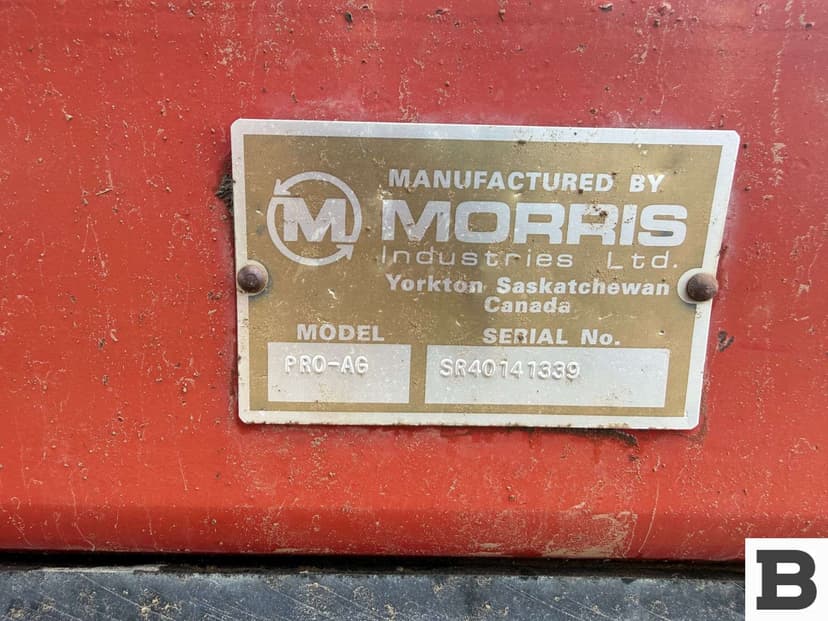 MANUFACTURED BY
M MORRIS
Industries Ltd.
Yorkton Saskatchewan
Canada
MODEL SERIAL No.
PRO-AG SR40141339
B